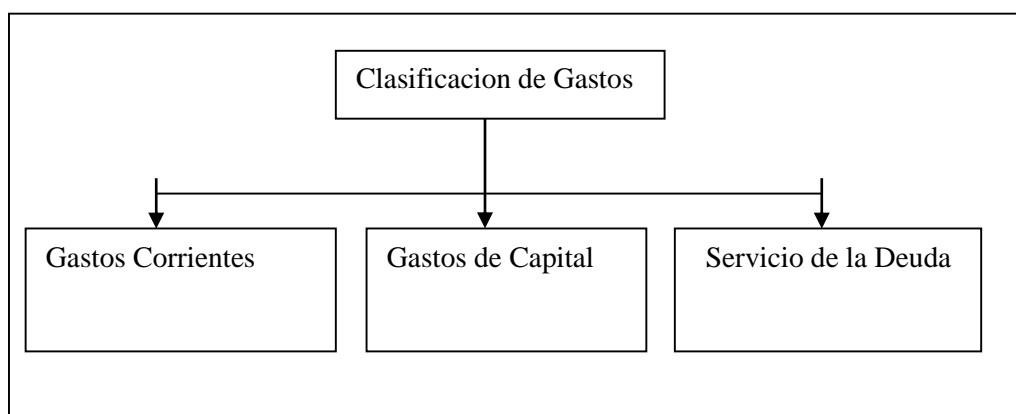 Clasificacion de Gastos
Gastos Corrientes
Gastos de Capital
Servicio de la Deuda